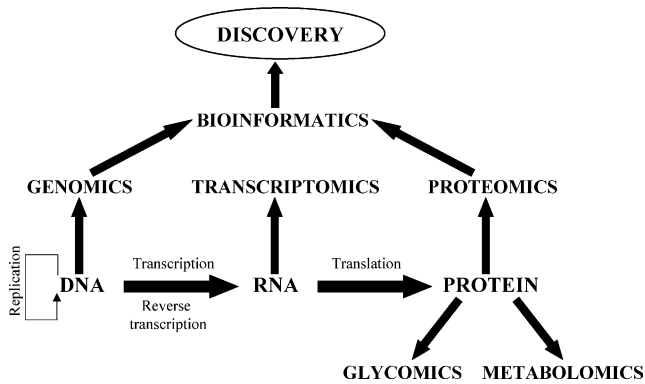 DISCOVERY
BIOINFORMATICS
GENOMICS
TRANSCRIPTOMICS
PROTEOMICS
Replication
DNA
Transcription
Reverse
transcription
RNA
Translation
PROTEIN
GLYCOMICS
METABOLOMICS